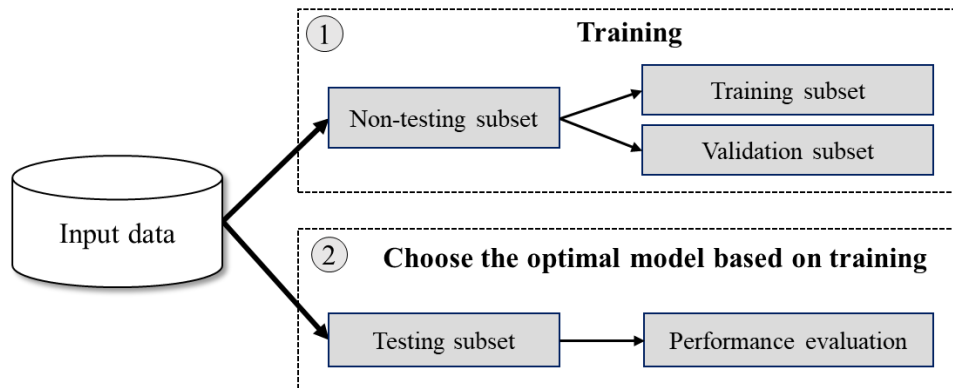 1
Training
Non-testing subset
Training subset
Validation subset
Input data
2
Choose the optimal model based on training
Testing subset
Performance evaluation